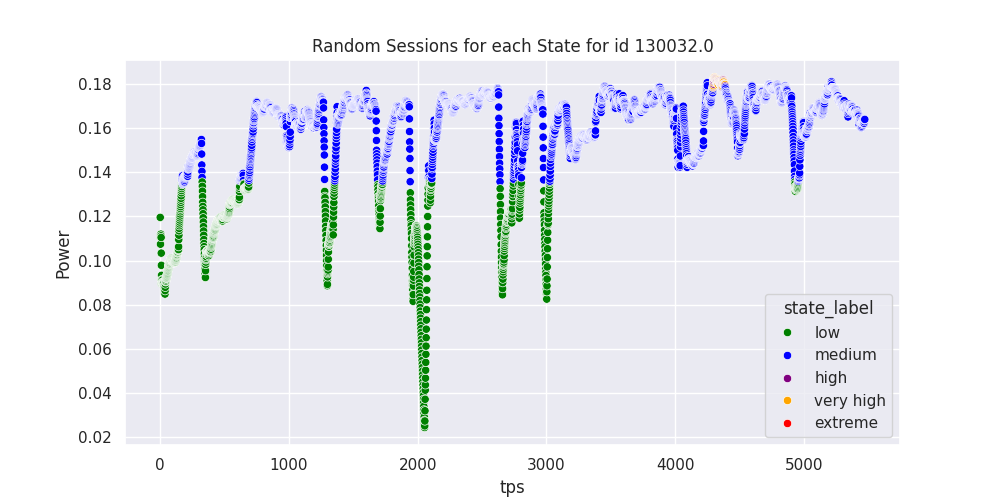 Random Sessions for each State for id 130032.0
0.18
0.16
0.14
0.12
0.10
0.08
0.06
0.04
0.02
Power
0 1000 2000 3000 4000 5000
tps
state_label
low
medium
high
very high
extreme